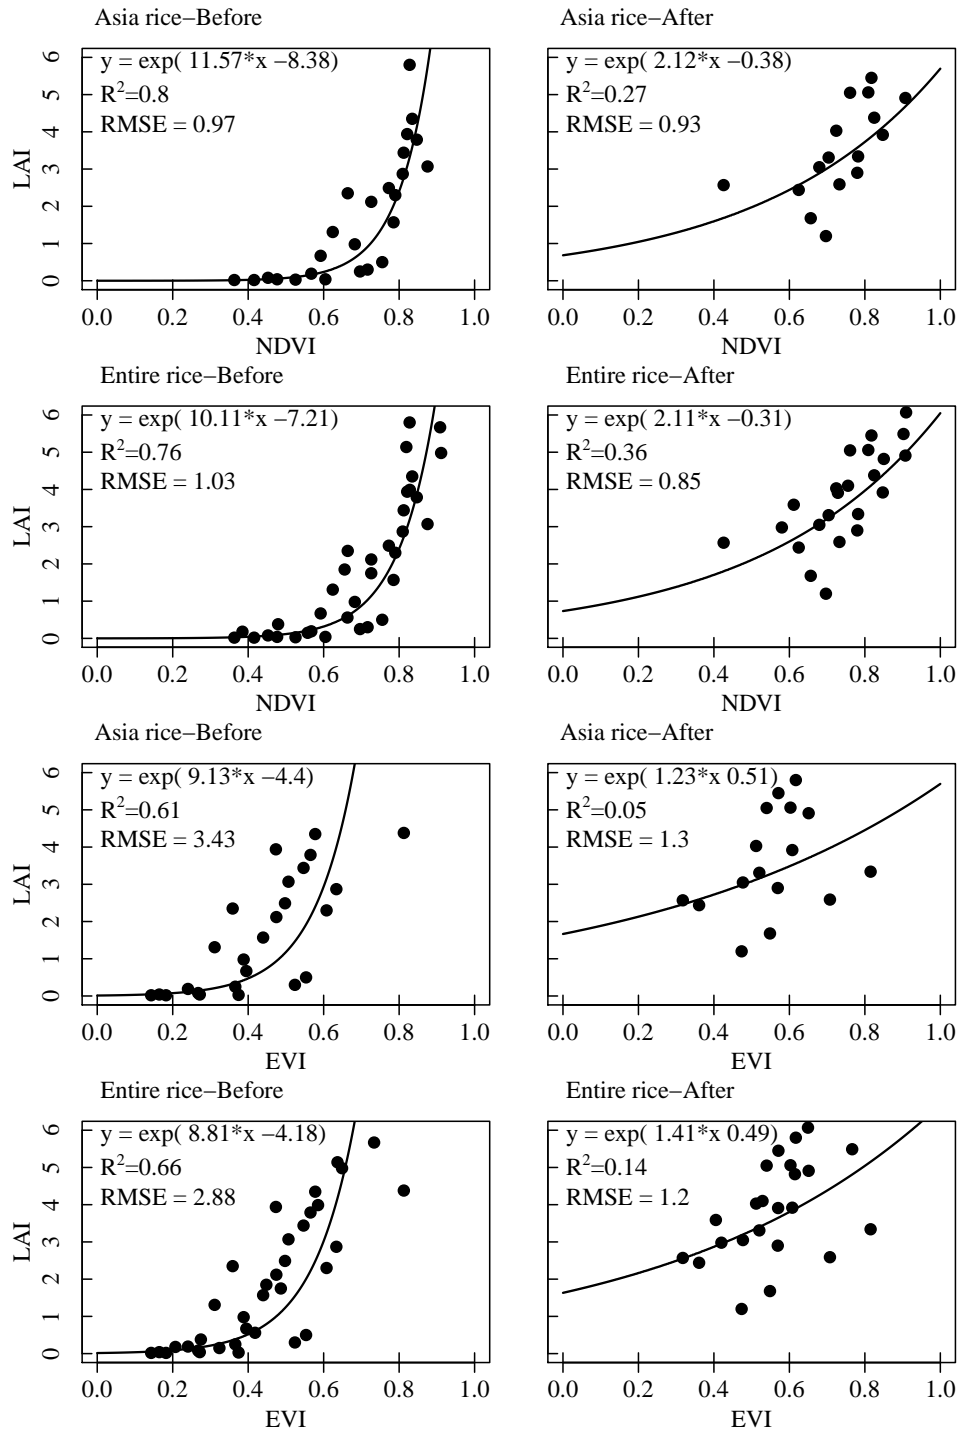 Asia rice−Before
y = exp( 11.57*x −8.38)
R²=0.8
RMSE = 0.97
LAI
0 1 2 3 4 5 6
0.0 0.2 0.4 0.6 0.8 1.0
NDVI
Asia rice−After
y = exp( 2.12*x −0.38)
R²=0.27
RMSE = 0.93
0.0 0.2 0.4 0.6 0.8 1.0
NDVI
Entire rice−Before
y = exp( 10.11*x −7.21)
R²=0.76
RMSE = 1.03
LAI
0 1 2 3 4 5 6
0.0 0.2 0.4 0.6 0.8 1.0
NDVI
Entire rice−After
y = exp( 2.11*x −0.31)
R²=0.36
RMSE = 0.85
0.0 0.2 0.4 0.6 0.8 1.0
NDVI
Asia rice−Before
y = exp( 9.13*x −4.4)
R²=0.61
RMSE = 3.43
LAI
0 1 2 3 4 5 6
0.0 0.2 0.4 0.6 0.8 1.0
EVI
Asia rice−After
y = exp( 1.23*x 0.51)
R²=0.05
RMSE = 1.3
0.0 0.2 0.4 0.6 0.8 1.0
EVI
Entire rice−Before
y = exp( 8.81*x −4.18)
R²=0.66
RMSE = 2.88
LAI
0 1 2 3 4 5 6
0.0 0.2 0.4 0.6 0.8 1.0
EVI
Entire rice−After
y = exp( 1.41*x 0.49)
R²=0.14
RMSE = 1.2
0.0 0.2 0.4 0.6 0.8 1.0
EVI